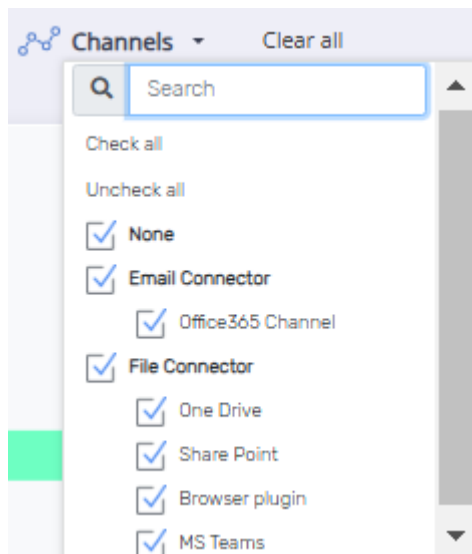 Channels Clear all
Search
Check all
Uncheck all
None
Email Connector
Office365 Channel
File Connector
One Drive
Share Point
Browser plugin
MS Teams